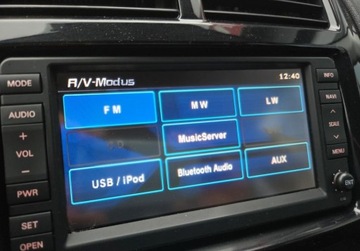 A/V-Modus
12:40
FM
MW
LW
MusicServer
USB / iPod
Bluetooth Audio
AUX
MODE
AUDIO
+
VOL
−
PWR
SET
OPEN
INFO
NAVI
SCALE
MENU